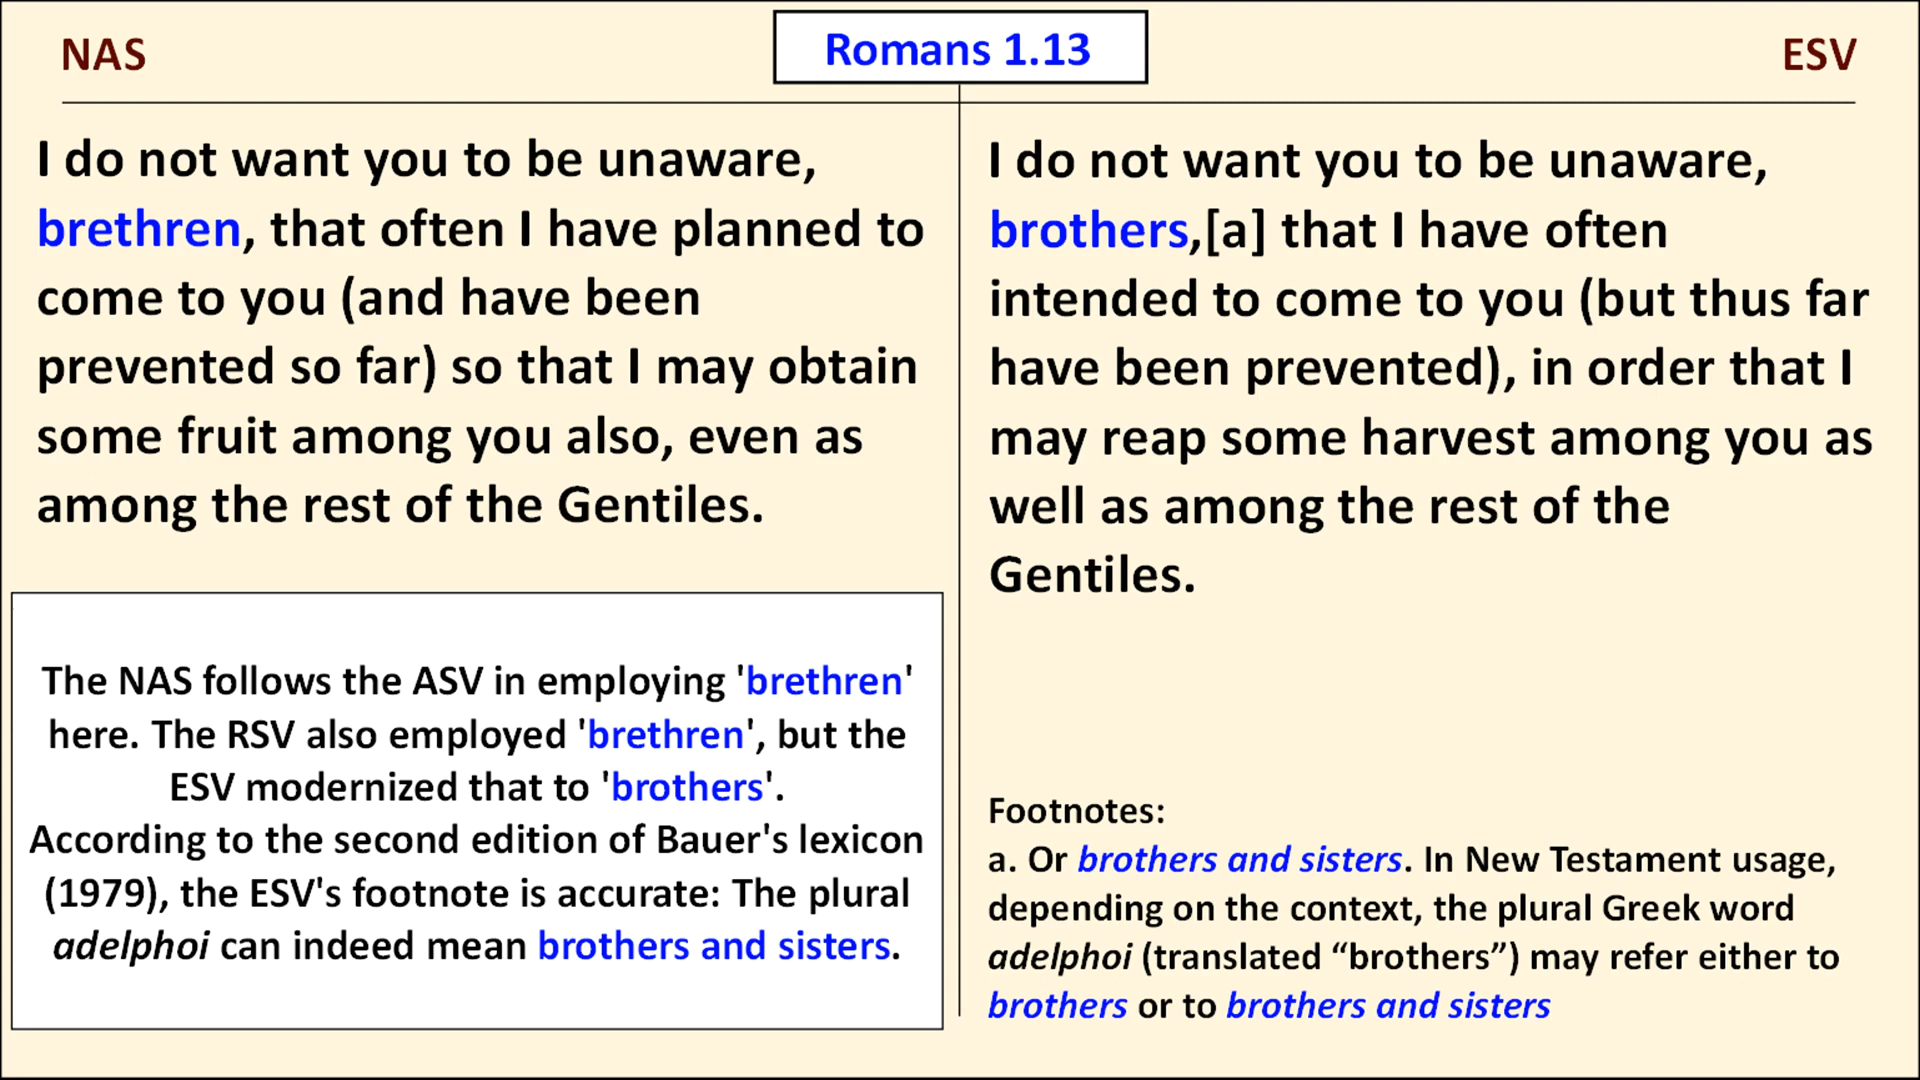 NAS
Romans 1.13
ESV
I do not want you to be unaware,
brethren, that often I have planned to
come to you (and have been
prevented so far) so that I may obtain
some fruit among you also, even as
among the rest of the Gentiles.
The NAS follows the ASV in employing 'brethren'
here. The RSV also employed 'brethren', but the
ESV modernized that to 'brothers'.
According to the second edition of Bauer's lexicon
(1979), the ESV's footnote is accurate: The plural
adelphoi can indeed mean brothers and sisters.
I do not want you to be unaware,
brothers,[a] that I have often
intended to come to you (but thus far
have been prevented), in order that I
may reap some harvest among you as
well as among the rest of the
Gentiles.
Footnotes:
a. Or brothers and sisters. In New Testament usage,
depending on the context, the plural Greek word
adelphoi (translated “brothers”) may refer either to
brothers or to brothers and sisters